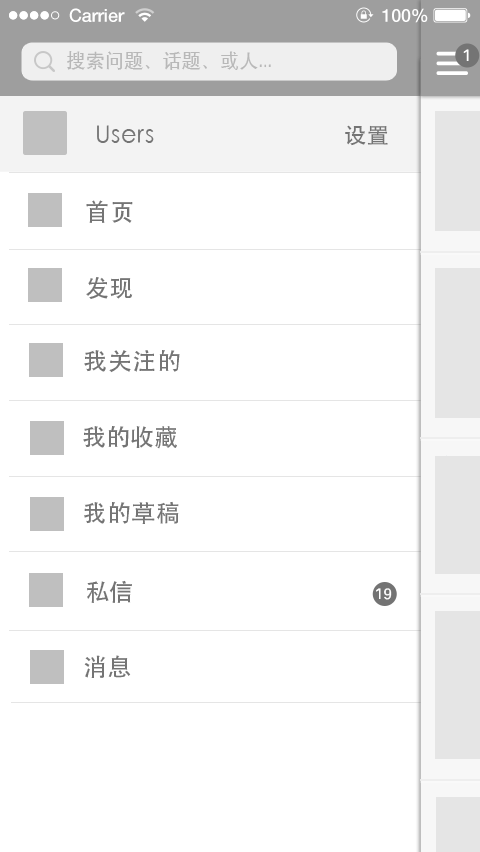 Carrier 100%
搜索问题、话题、或人...
1
Users 设置
首页
发现
我关注的
我的收藏
我的草稿
私信 19
消息